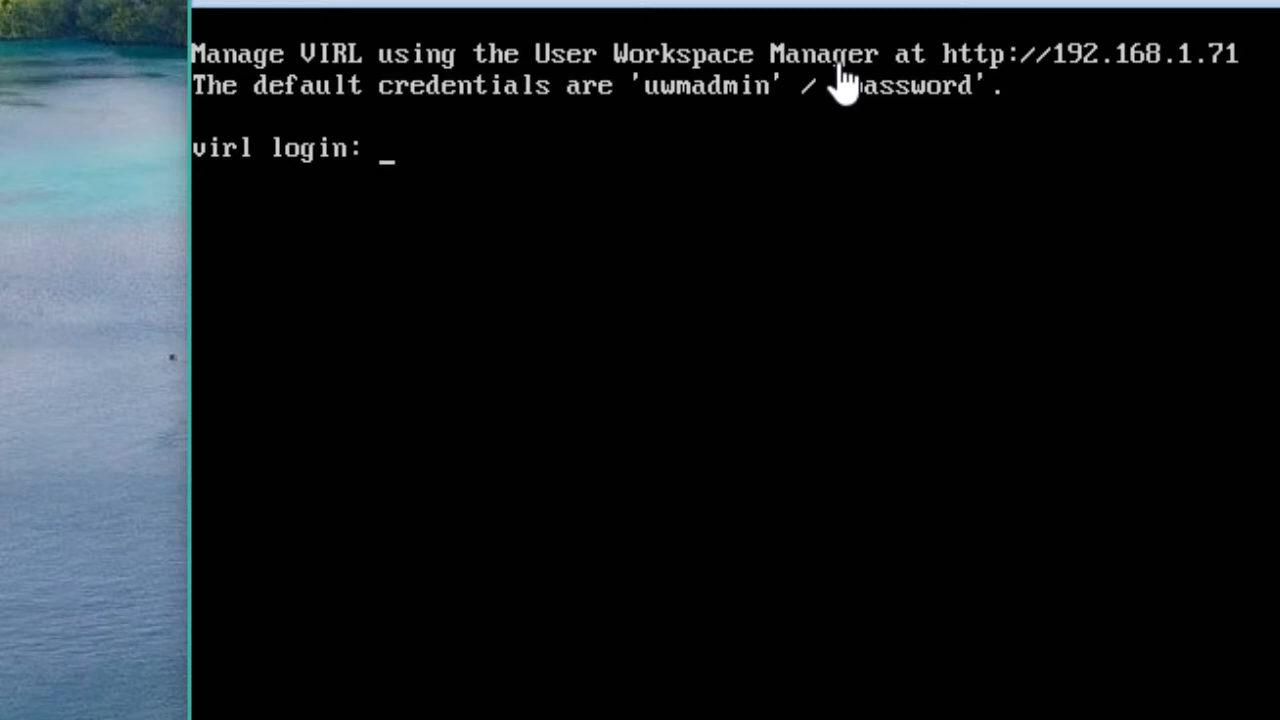 Manage VIRL using the User Workspace Manager at http://192.168.1.71
The default credentials are 'uwmadmin' / 'password'.
virl login: _